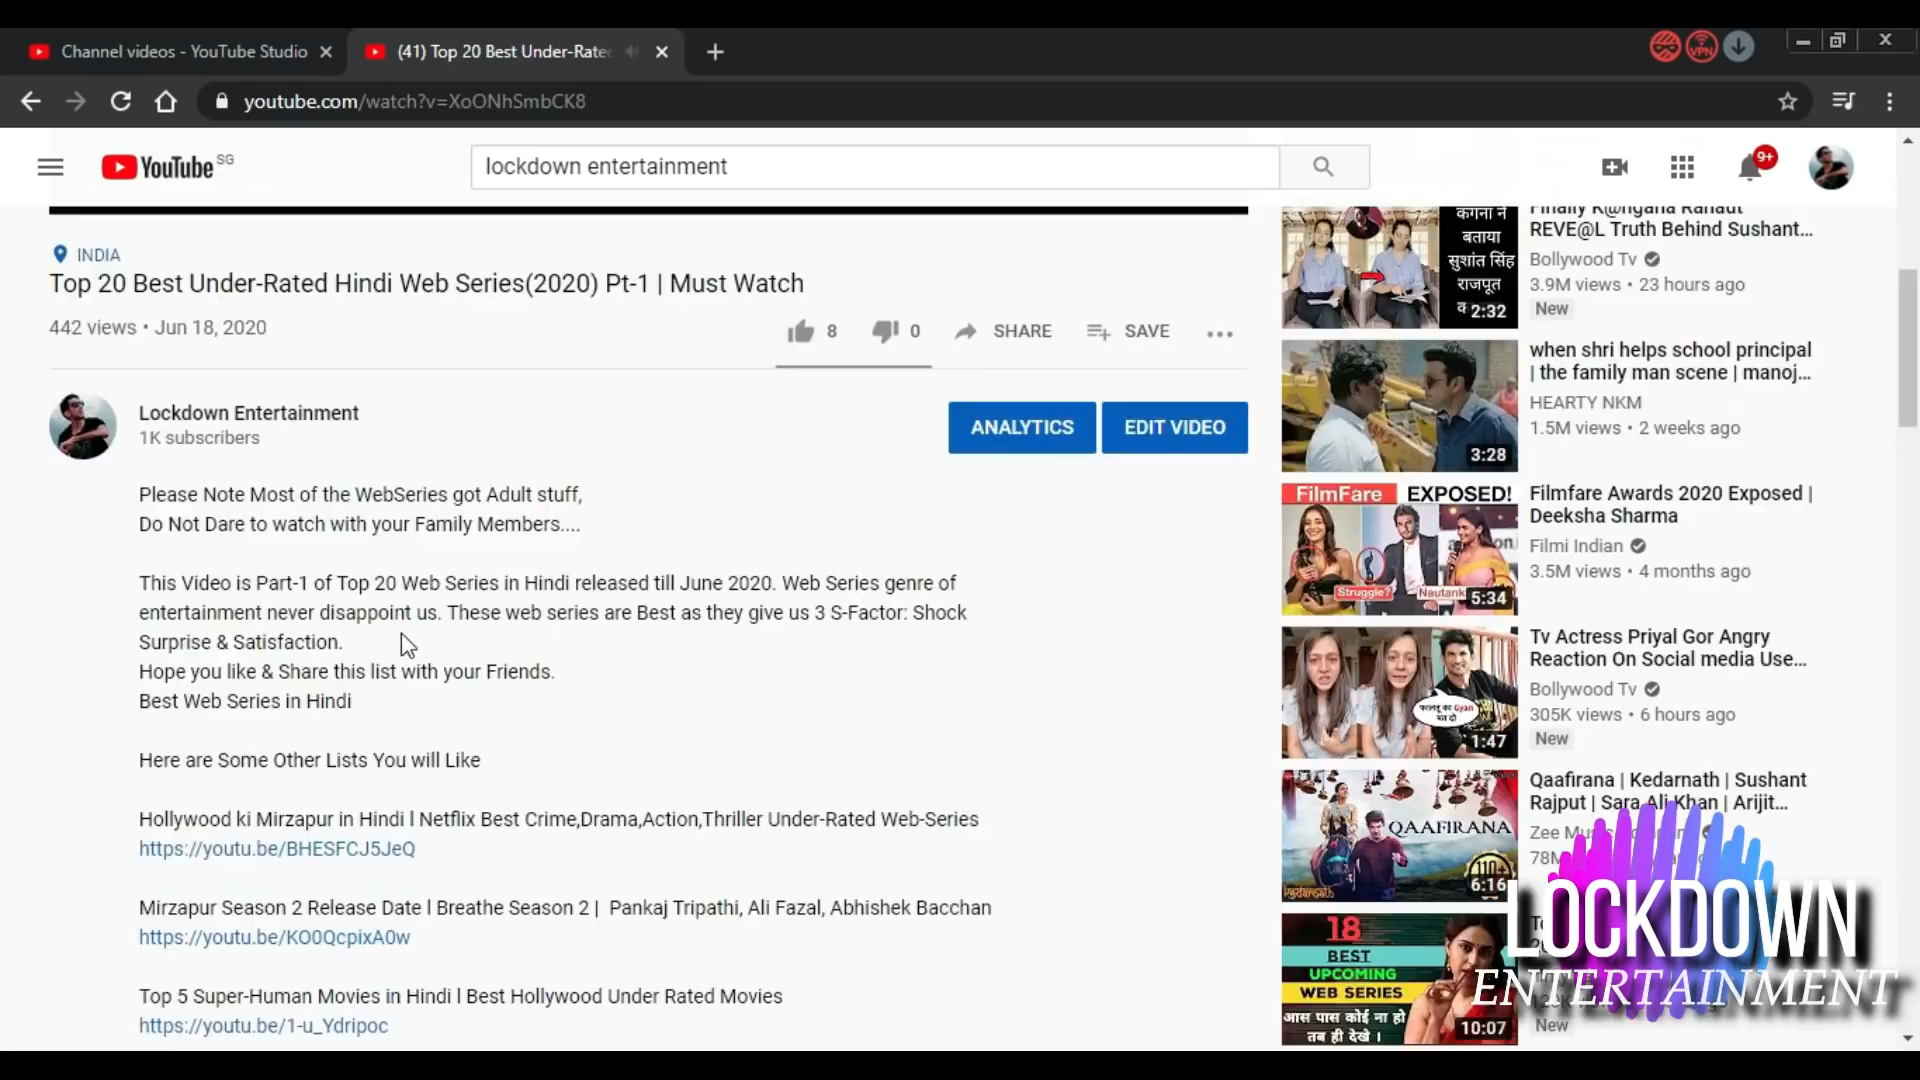 Channel videos - YouTube Studio
(41) Top 20 Best Under-Rate
VPN
youtube.com/watch?v=XoONhSmbCK8
YouTube SG
lockdown entertainment
9+
INDIA
Top 20 Best Under-Rated Hindi Web Series(2020) Pt-1 | Must Watch
442 views • Jun 18, 2020
8
0
SHARE
SAVE
Lockdown Entertainment
1K subscribers
ANALYTICS
EDIT VIDEO
Please Note Most of the WebSeries got Adult stuff,
Do Not Dare to watch with your Family Members....
This Video is Part-1 of Top 20 Web Series in Hindi released till June 2020. Web Series genre of
entertainment never disappoint us. These web series are Best as they give us 3 S-Factor: Shock
Surprise & Satisfaction.
Hope you like & Share this list with your Friends.
Best Web Series in Hindi
Here are Some Other Lists You will Like
Hollywood ki Mirzapur in Hindi l Netflix Best Crime,Drama,Action,Thriller Under-Rated Web-Series
https://youtu.be/BHESFCJ5JeQ
Mirzapur Season 2 Release Date l Breathe Season 2 | Pankaj Tripathi, Ali Fazal, Abhishek Bacchan
https://youtu.be/KO0QcpixA0w
Top 5 Super-Human Movies in Hindi l Best Hollywood Under Rated Movies
https://youtu.be/1-u_Ydripoc
कंगना ने
बताया
सुशांत सिंह
राजपूत
2:32
Finally K@ngana Ranaut
REVE@L Truth Behind Sushant...
Bollywood Tv
3.9M views • 23 hours ago
New
3:28
when shri helps school principal
| the family man scene | manoj...
HEARTY NKM
1.5M views • 2 weeks ago
FilmFare EXPOSED!
Struggle?
Nautank
5:34
Filmfare Awards 2020 Exposed |
Deeksha Sharma
Filmi Indian
3.5M views • 4 months ago
फालतू का Gyan
मत दो
1:47
Tv Actress Priyal Gor Angry
Reaction On Social media Use...
Bollywood Tv
305K views • 6 hours ago
New
QAAFIRANA
kedarnath
110+
6:16
Qaafirana | Kedarnath | Sushant
Rajput | Sara Ali Khan | Arijit...
Zee Mus
78M
18
BEST
UPCOMING
WEB SERIES
आस पास कोई ना हो
तब ही देखे ।
10:07
New
LOCKDOWN
ENTERTAINMENT